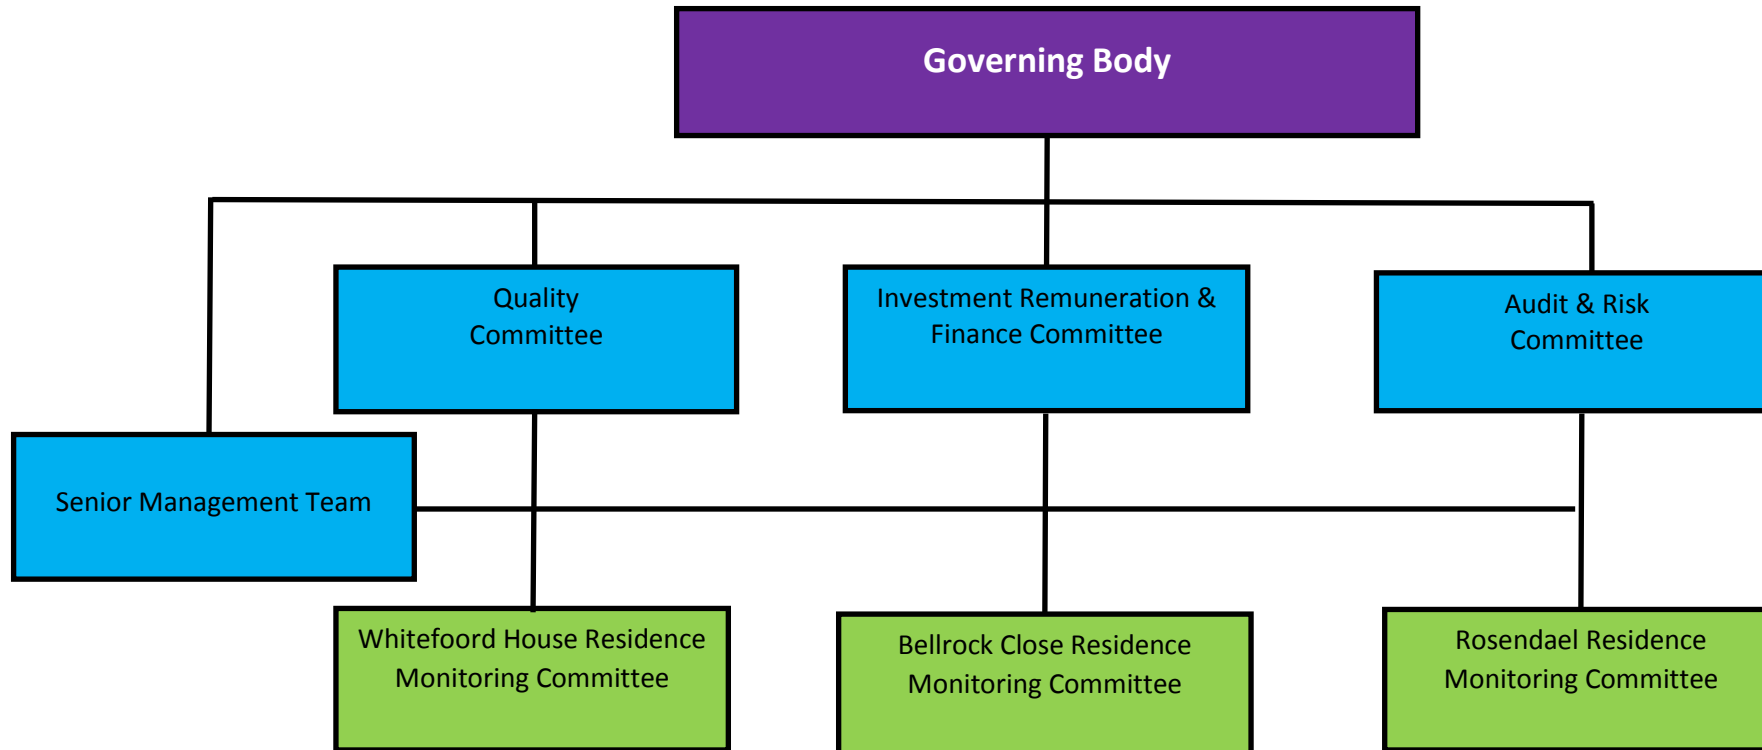 Governing Body
Quality
Committee
Investment Remuneration &
Finance Committee
Audit & Risk
Committee
Senior Management Team
Whitefoord House Residence
Monitoring Committee
Bellrock Close Residence
Monitoring Committee
Rosendael Residence
Monitoring Committee